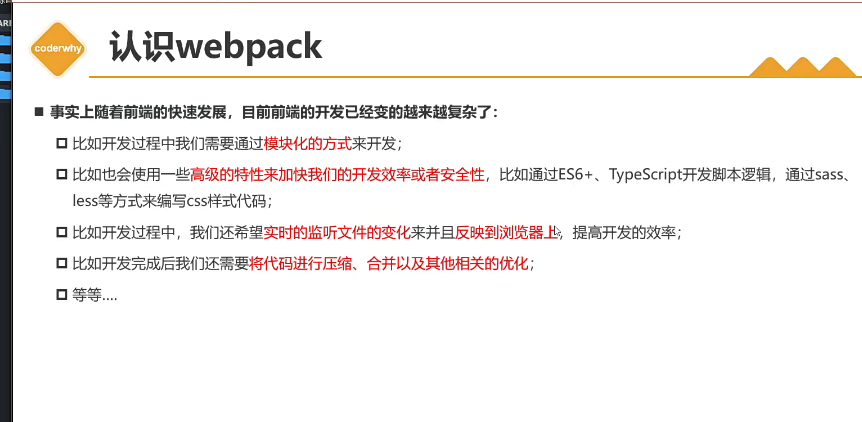 ARI
coderwhy
认识webpack
事实上随着前端的快速发展，目前前端的开发已经变的越来越复杂了：
比如开发过程中我们需要通过模块化的方式来开发；
比如也会使用一些高级的特性来加快我们的开发效率或者安全性，比如通过ES6+、TypeScript开发脚本逻辑，通过sass、
less等方式来编写css样式代码；
比如开发过程中，我们还希望实时的监听文件的变化来并且反映到浏览器上，提高开发的效率；
比如开发完成后我们还需要将代码进行压缩、合并以及其他相关的优化；
等等....